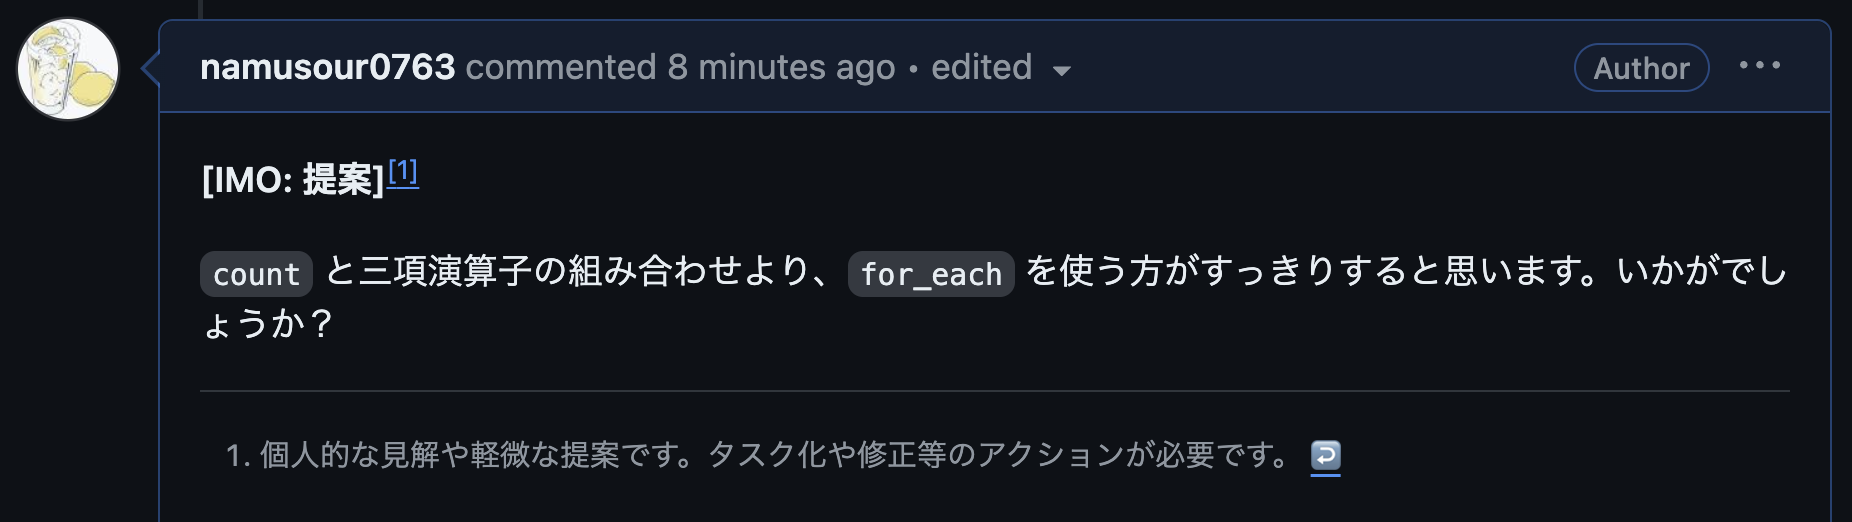 namusour0763 commented 8 minutes ago • edited
Author
[IMO: 提案][1]
count と三項演算子の組み合わせより、for_each を使う方がすっきりすると思います。いかがでし
ょうか？
1. 個人的な見解や軽微な提案です。タスク化や修正等のアクションが必要です。